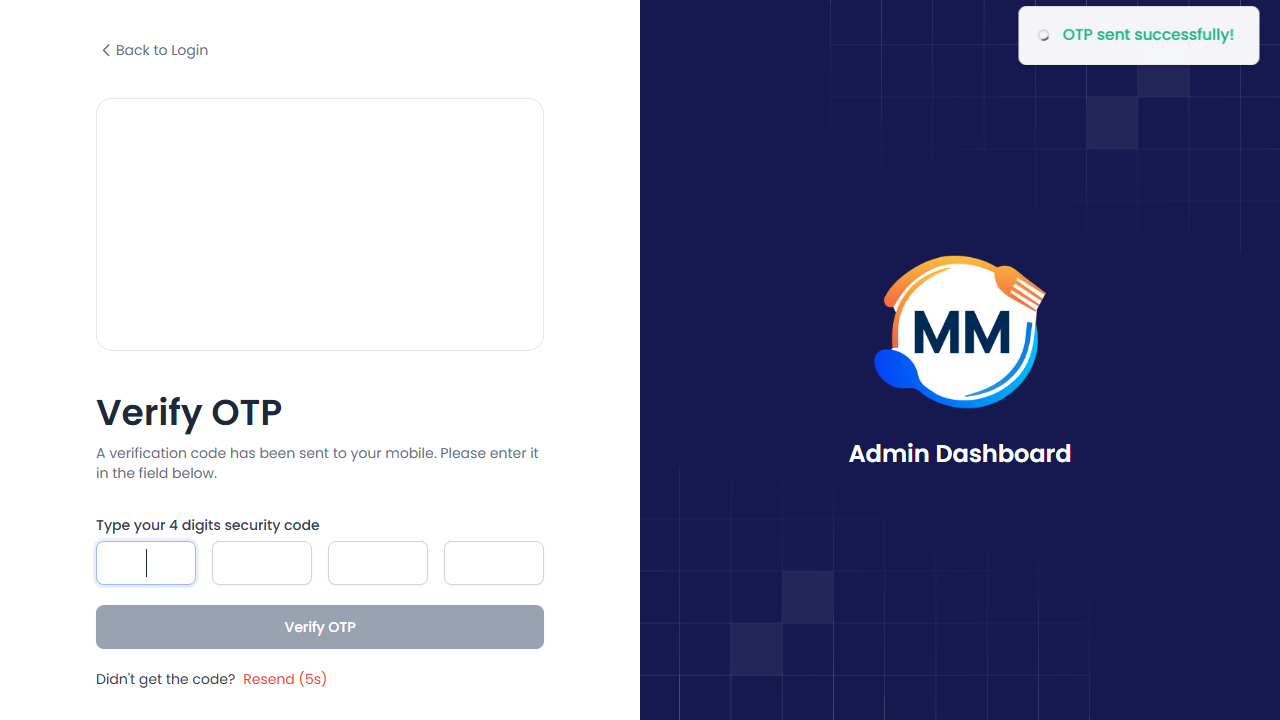 Back to Login
OTP sent successfully!
MM
Admin Dashboard
Verify OTP
A verification code has been sent to your mobile. Please enter it
in the field below.
Type your 4 digits security code
Verify OTP
Didn't get the code? Resend (5s)